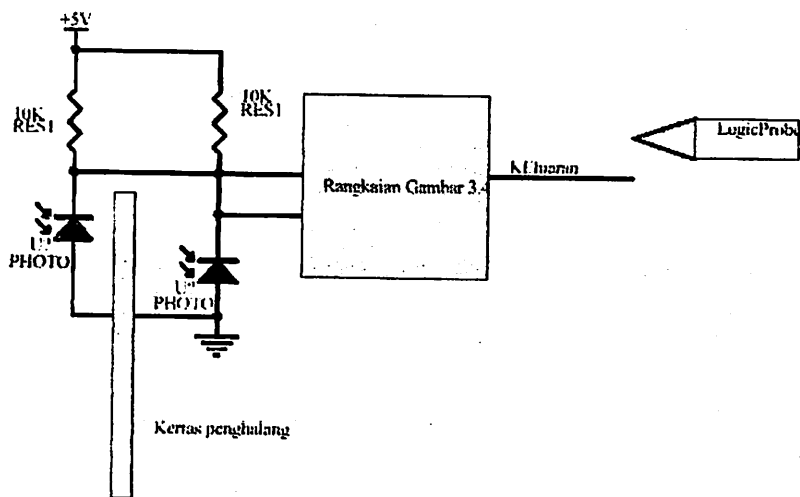 +5V
10K
RES1
10K
RES1
Rangkaian Gambar 3.4
KEluaran
LogicProbe
U?
PHOTO
U?
PHOTO
Kertas penghalang